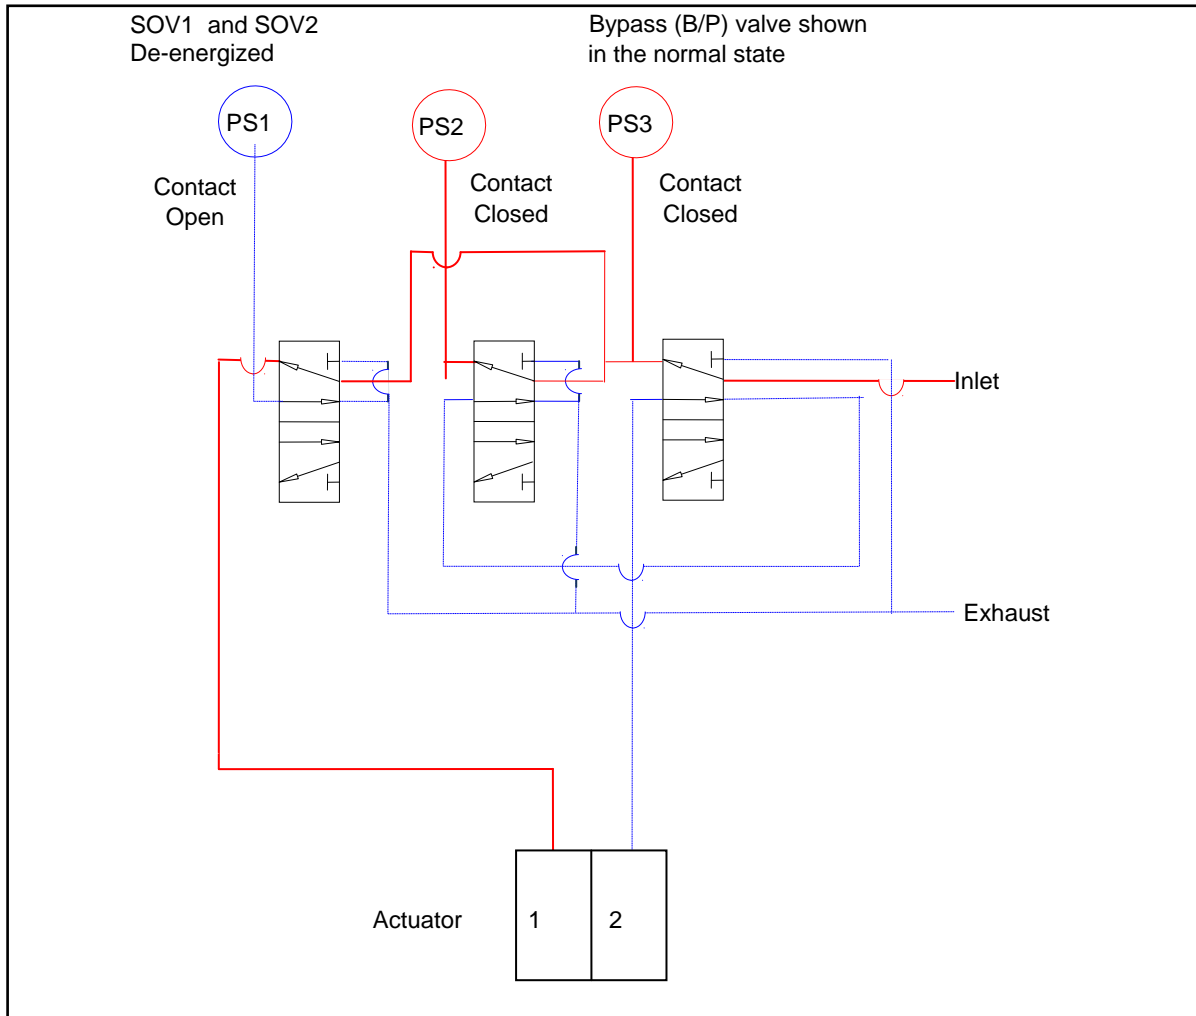 SOV1 and SOV2
De-energized
Bypass (B/P) valve shown
in the normal state
PS1
PS2
PS3
Contact
Open
Contact
Closed
Contact
Closed
Inlet
Exhaust
Actuator
1
2